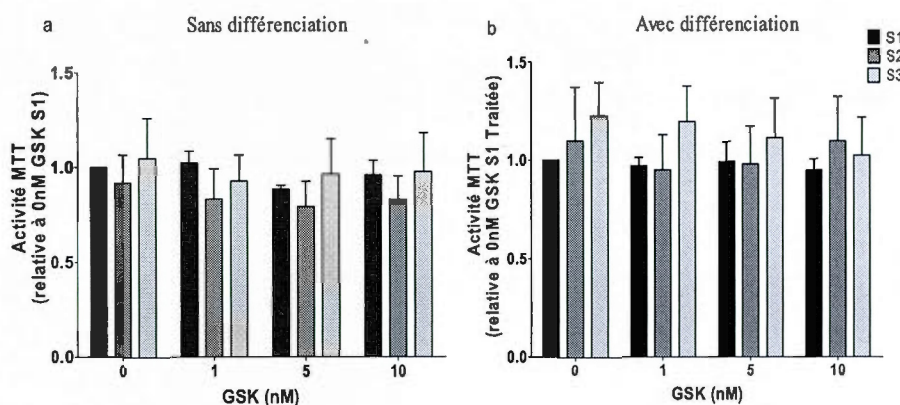 a
Sans différenciation
Activité MTT
(relative à 0nM GSK S1)
1.5
1.0
0.5
0.0
0
1
5
10
GSK (nM)
b
Avec différenciation
Activité MTT
(relative à 0nM GSK S1 Traitée)
1.5
1.0
0.5
0.0
0
1
5
10
GSK (nM)
S1
S2
S3